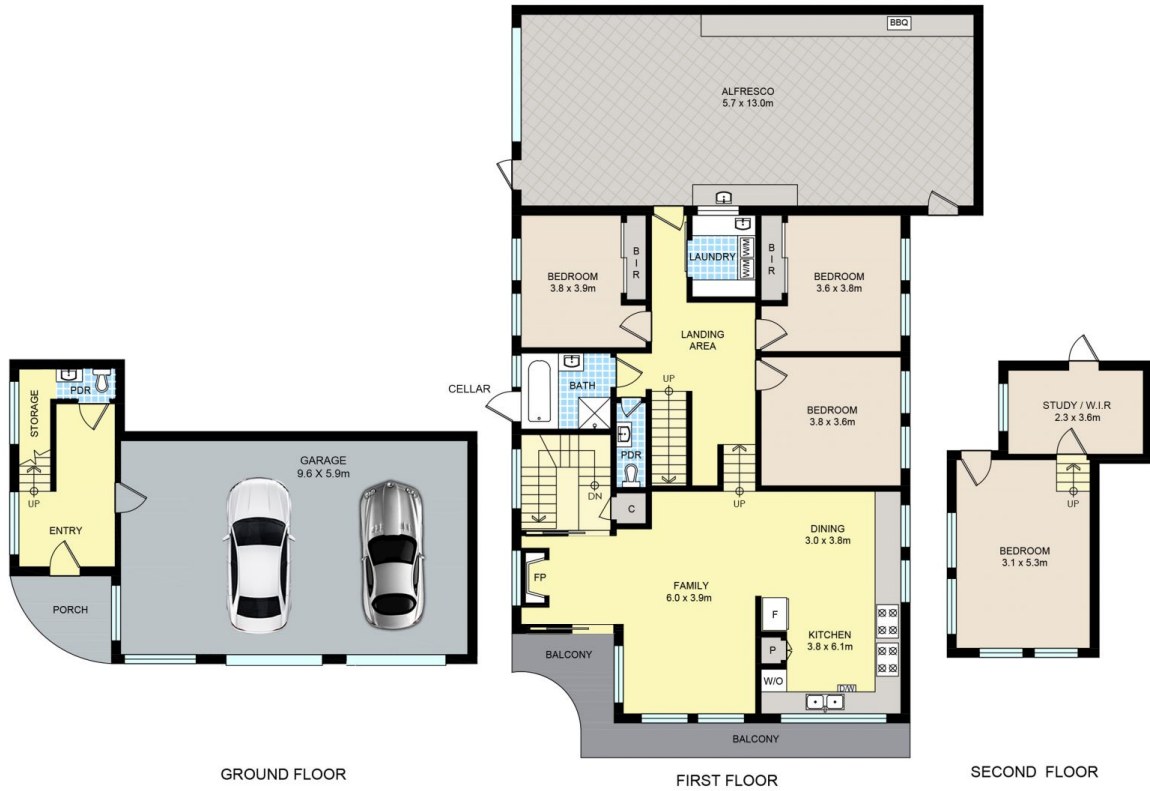 BBQ
ALFRESCO
5.7 x 13.0m
BEDROOM
3.8 x 3.9m
B
I
R
LAUNDRY
W/M
W/M
B
I
R
BEDROOM
3.6 x 3.8m
LANDING
AREA
CELLAR
BATH
UP
BEDROOM
3.8 x 3.6m
PDR
DN
C
UP
DINING
3.0 x 3.8m
FP
FAMILY
6.0 x 3.9m
F
KITCHEN
3.8 x 6.1m
P
W/O
D/W
BALCONY
BALCONY
FIRST FLOOR
PDR
STORAGE
GARAGE
9.6 X 5.9m
UP
ENTRY
PORCH
GROUND FLOOR
STUDY / W.I.R
2.3 x 3.6m
UP
BEDROOM
3.1 x 5.3m
SECOND FLOOR